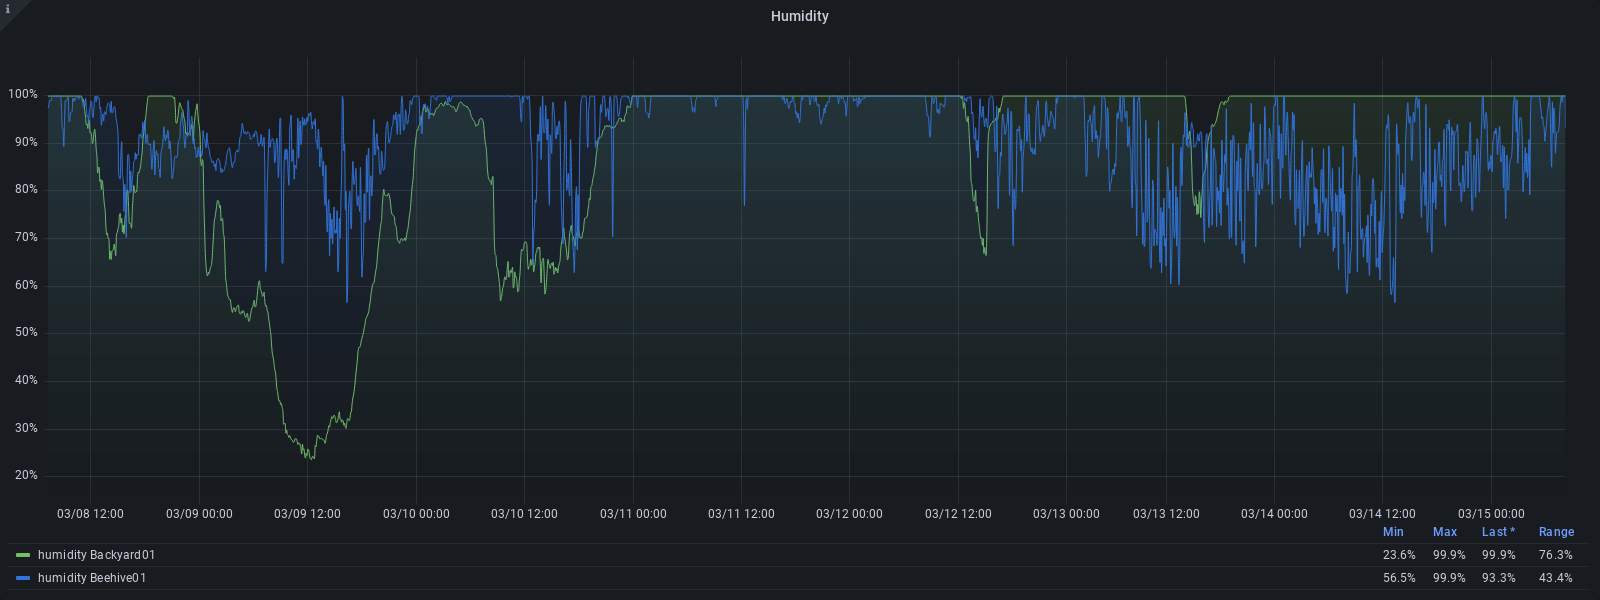 i
Humidity
100%
90%
80%
70%
60%
50%
40%
30%
20%
03/08 12:00 03/09 00:00 03/09 12:00 03/10 00:00 03/10 12:00 03/11 00:00 03/11 12:00 03/12 00:00 03/12 12:00 03/13 00:00 03/13 12:00 03/14 00:00 03/14 12:00 03/15 00:00
Min Max Last * Range
humidity Backyard01 23.6% 99.9% 99.9% 76.3%
humidity Beehive01 56.5% 99.9% 93.3% 43.4%